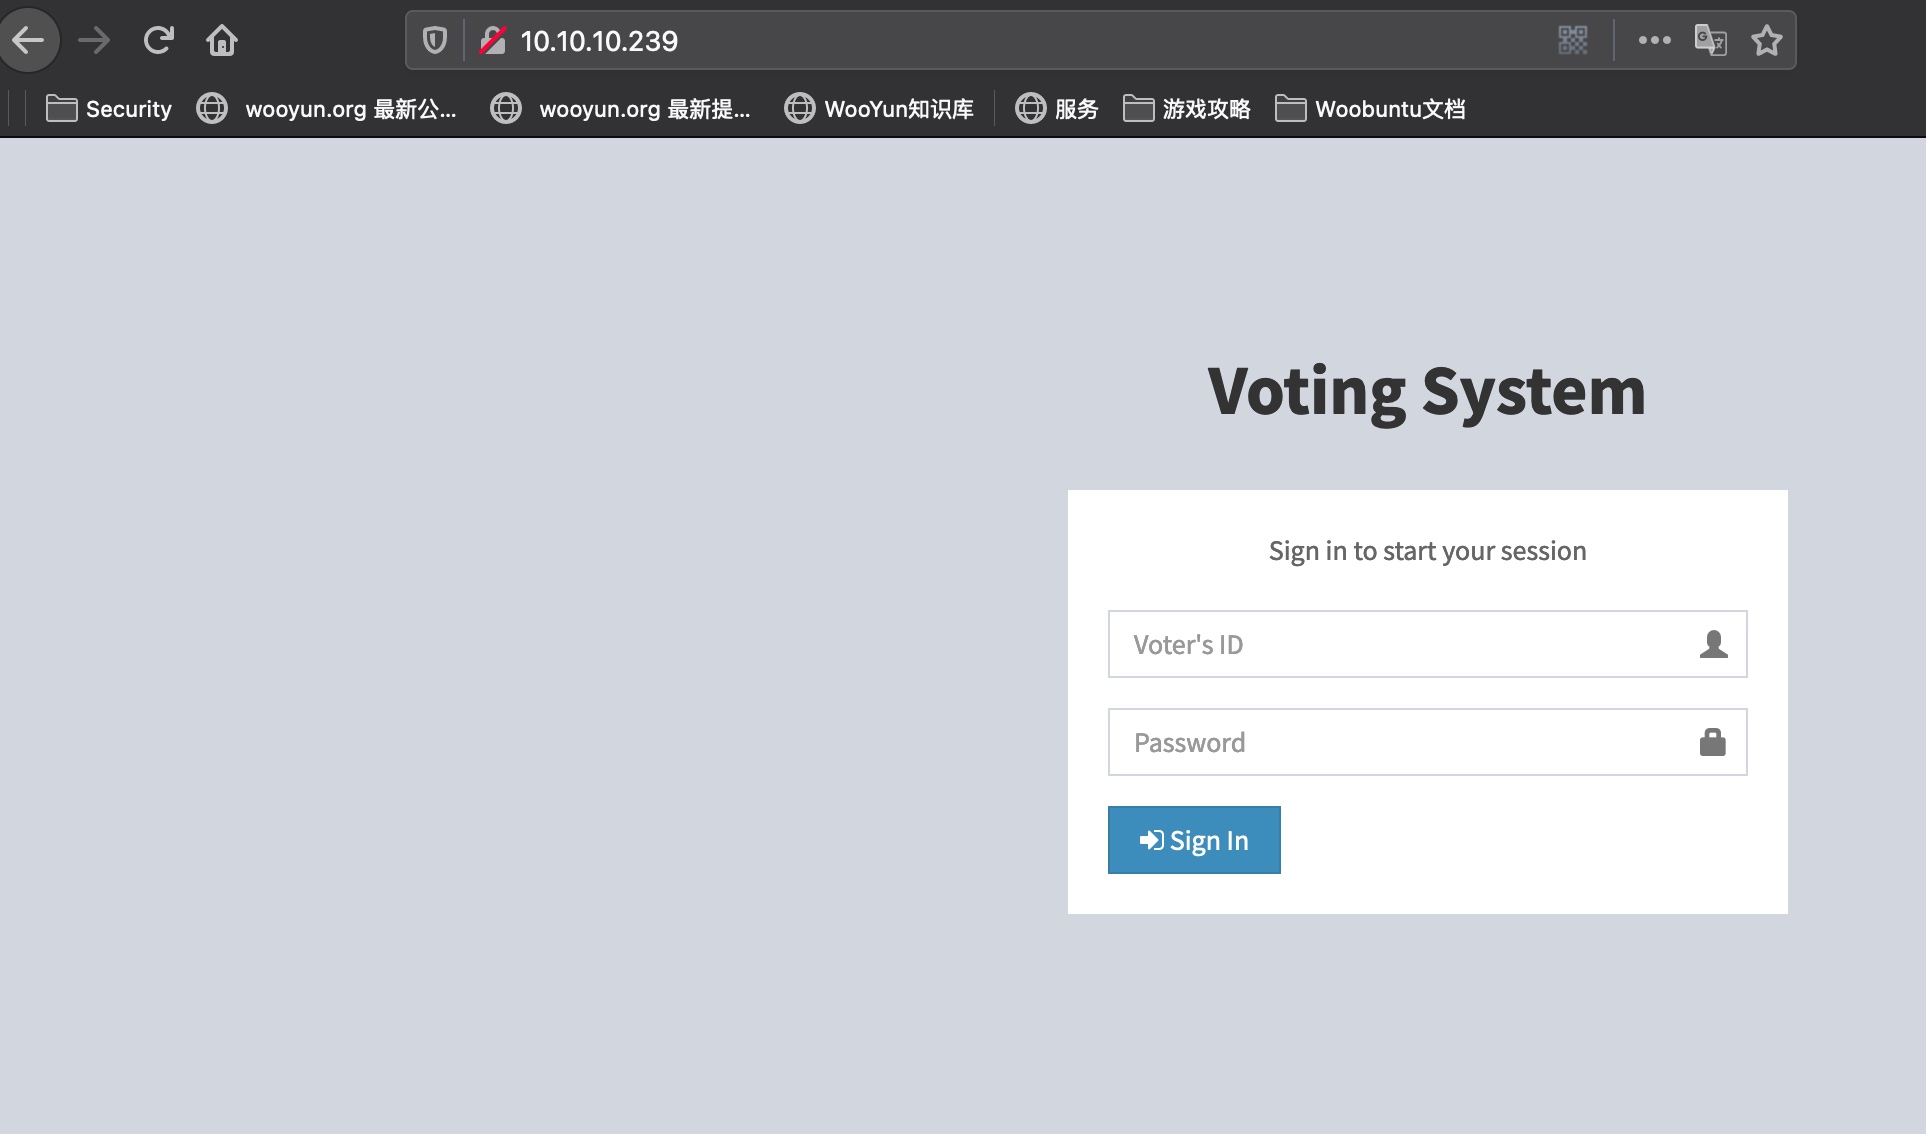 10.10.10.239
Security wooyun.org 最新公... wooyun.org 最新提... WooYun知识库 服务 游戏攻略 Woobuntu文档
Voting System
Sign in to start your session
Voter's ID
Password
Sign In